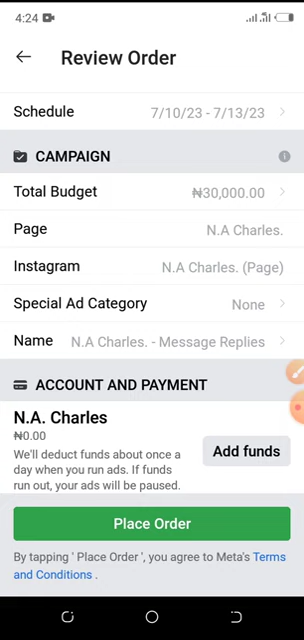 4:24
Review Order
Schedule 7/10/23 - 7/13/23
CAMPAIGN
Total Budget ₦30,000.00
Page N.A Charles.
Instagram N.A Charles. (Page)
Special Ad Category None
Name N.A Charles. - Message Replies
ACCOUNT AND PAYMENT
N.A. Charles
₦0.00
We'll deduct funds about once a
day when you run ads. If funds
run out, your ads will be paused.
Add funds
Place Order
By tapping ' Place Order ', you agree to Meta's Terms
and Conditions .